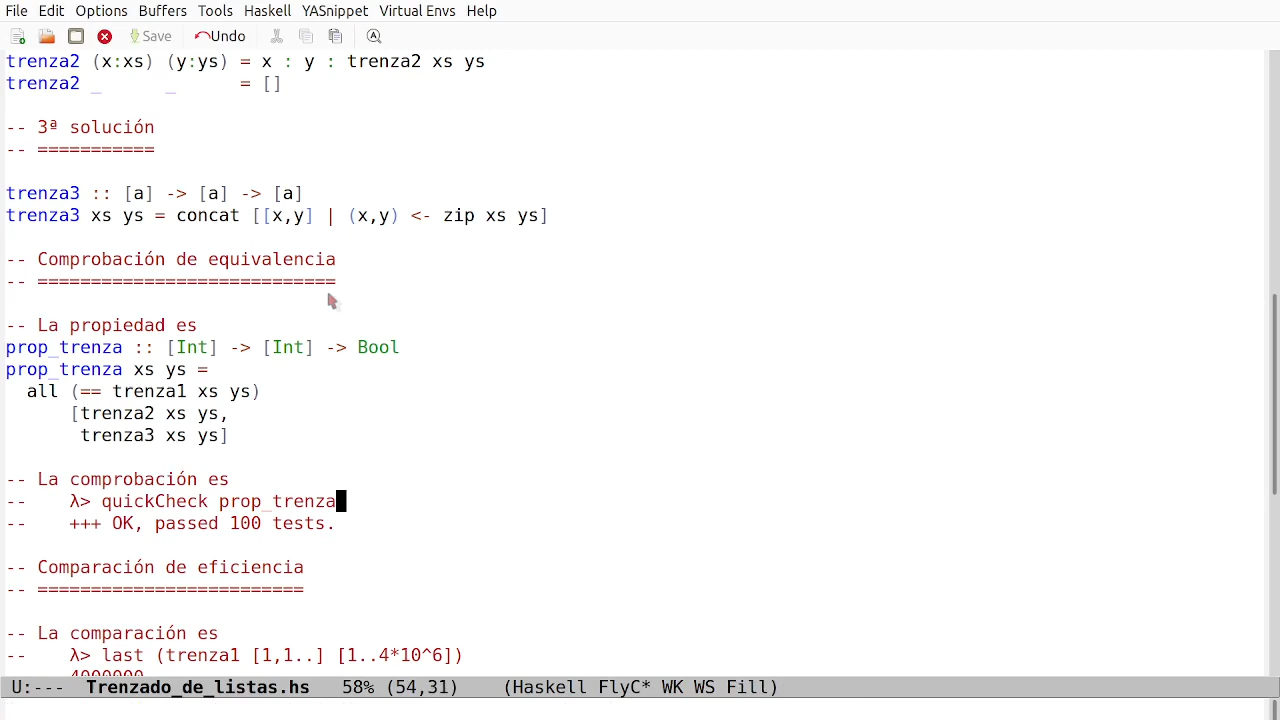 File Edit Options Buffers Tools Haskell YASnippet Virtual Envs Help
Save Undo
trenza2 (x:xs) (y:ys) = x : y : trenza2 xs ys
trenza2 _      _      = []
-- 3ª solución
-- ===========
trenza3 :: [a] -> [a] -> [a]
trenza3 xs ys = concat [[x,y] | (x,y) <- zip xs ys]
-- Comprobación de equivalencia
-- ============================
-- La propiedad es
prop_trenza :: [Int] -> [Int] -> Bool
prop_trenza xs ys =
  all (== trenza1 xs ys)
      [trenza2 xs ys,
       trenza3 xs ys]
-- La comprobación es
--    λ> quickCheck prop_trenza
--    +++ OK, passed 100 tests.
-- Comparación de eficiencia
-- =========================
-- La comparación es
--    λ> last (trenza1 [1,1..] [1..4*10^6])
--    4000000
U:---  Trenzado_de_listas.hs   58% (54,31)    (Haskell FlyC* WK WS Fill)